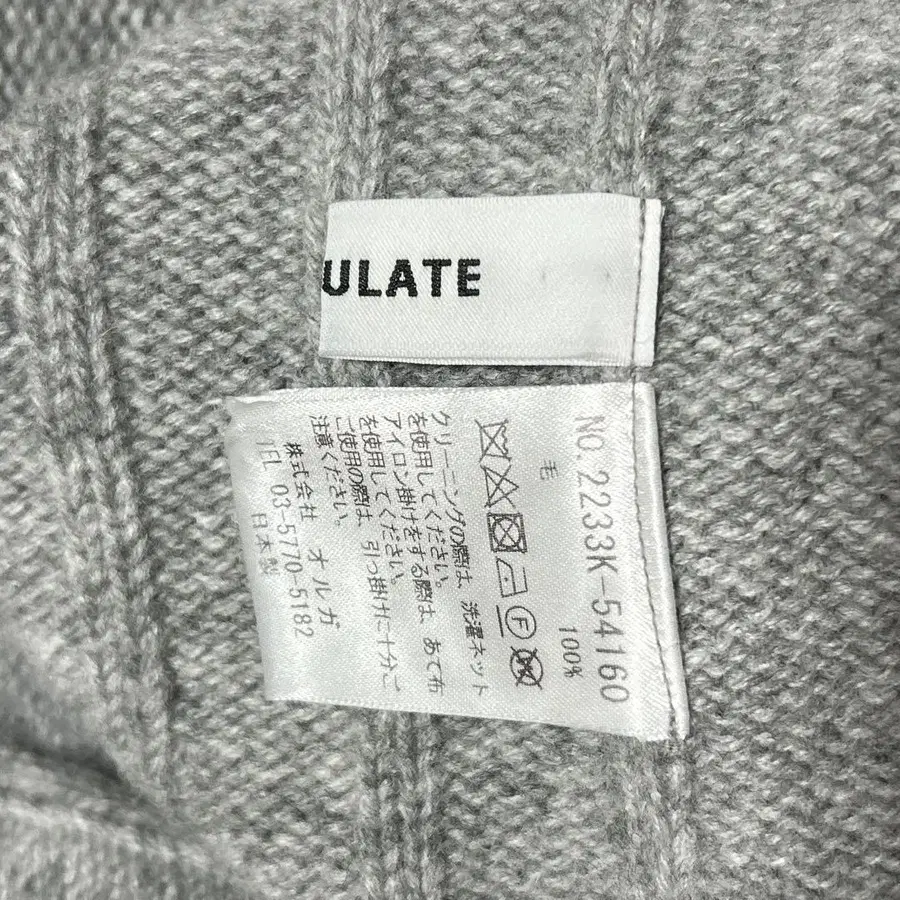 ULATE
NO. 2233K-54160
毛 100%
クリーニングの際は、洗濯ネット
を使用してください。
アイロン掛けをする際は、あて布
を使用してください。
ご使用の際は、引っ掛けに十分ご
注意ください。
株式会社 オルガ
TEL 03-5770-5182
日本製